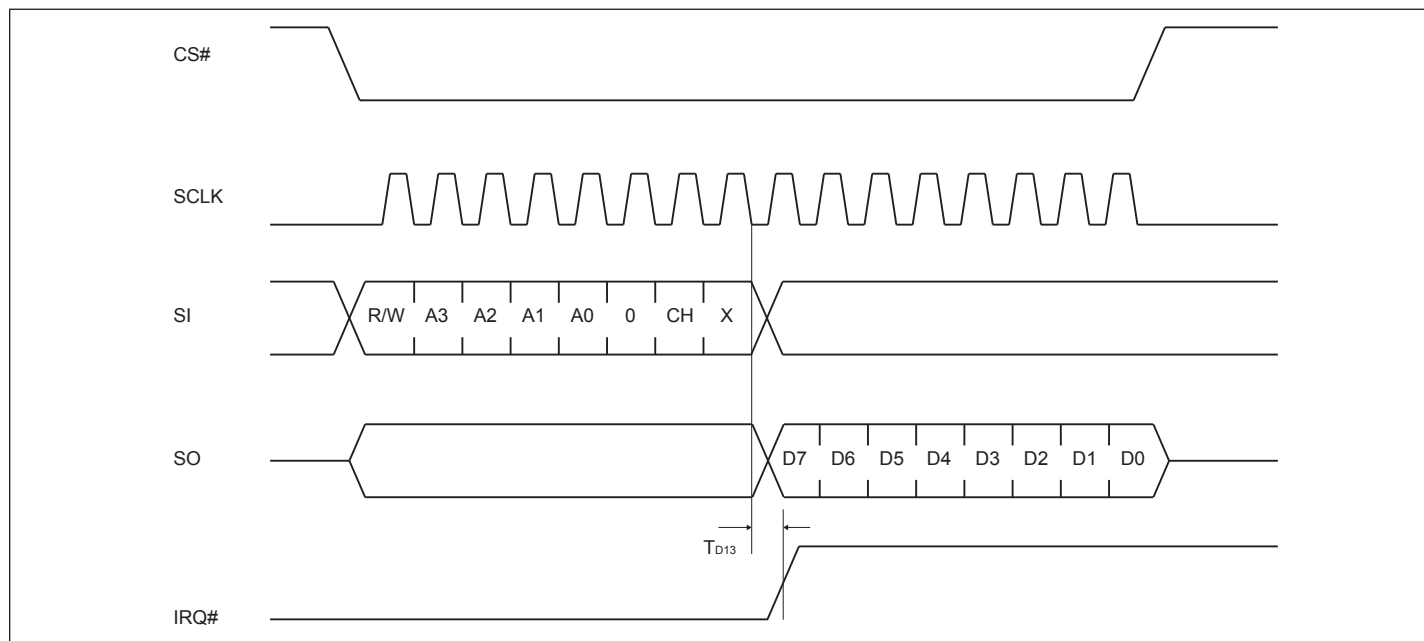 CS#
SCLK
SI
R/W A3 A2 A1 A0 0 CH X
SO
D7 D6 D5 D4 D3 D2 D1 D0
TD13
IRQ#